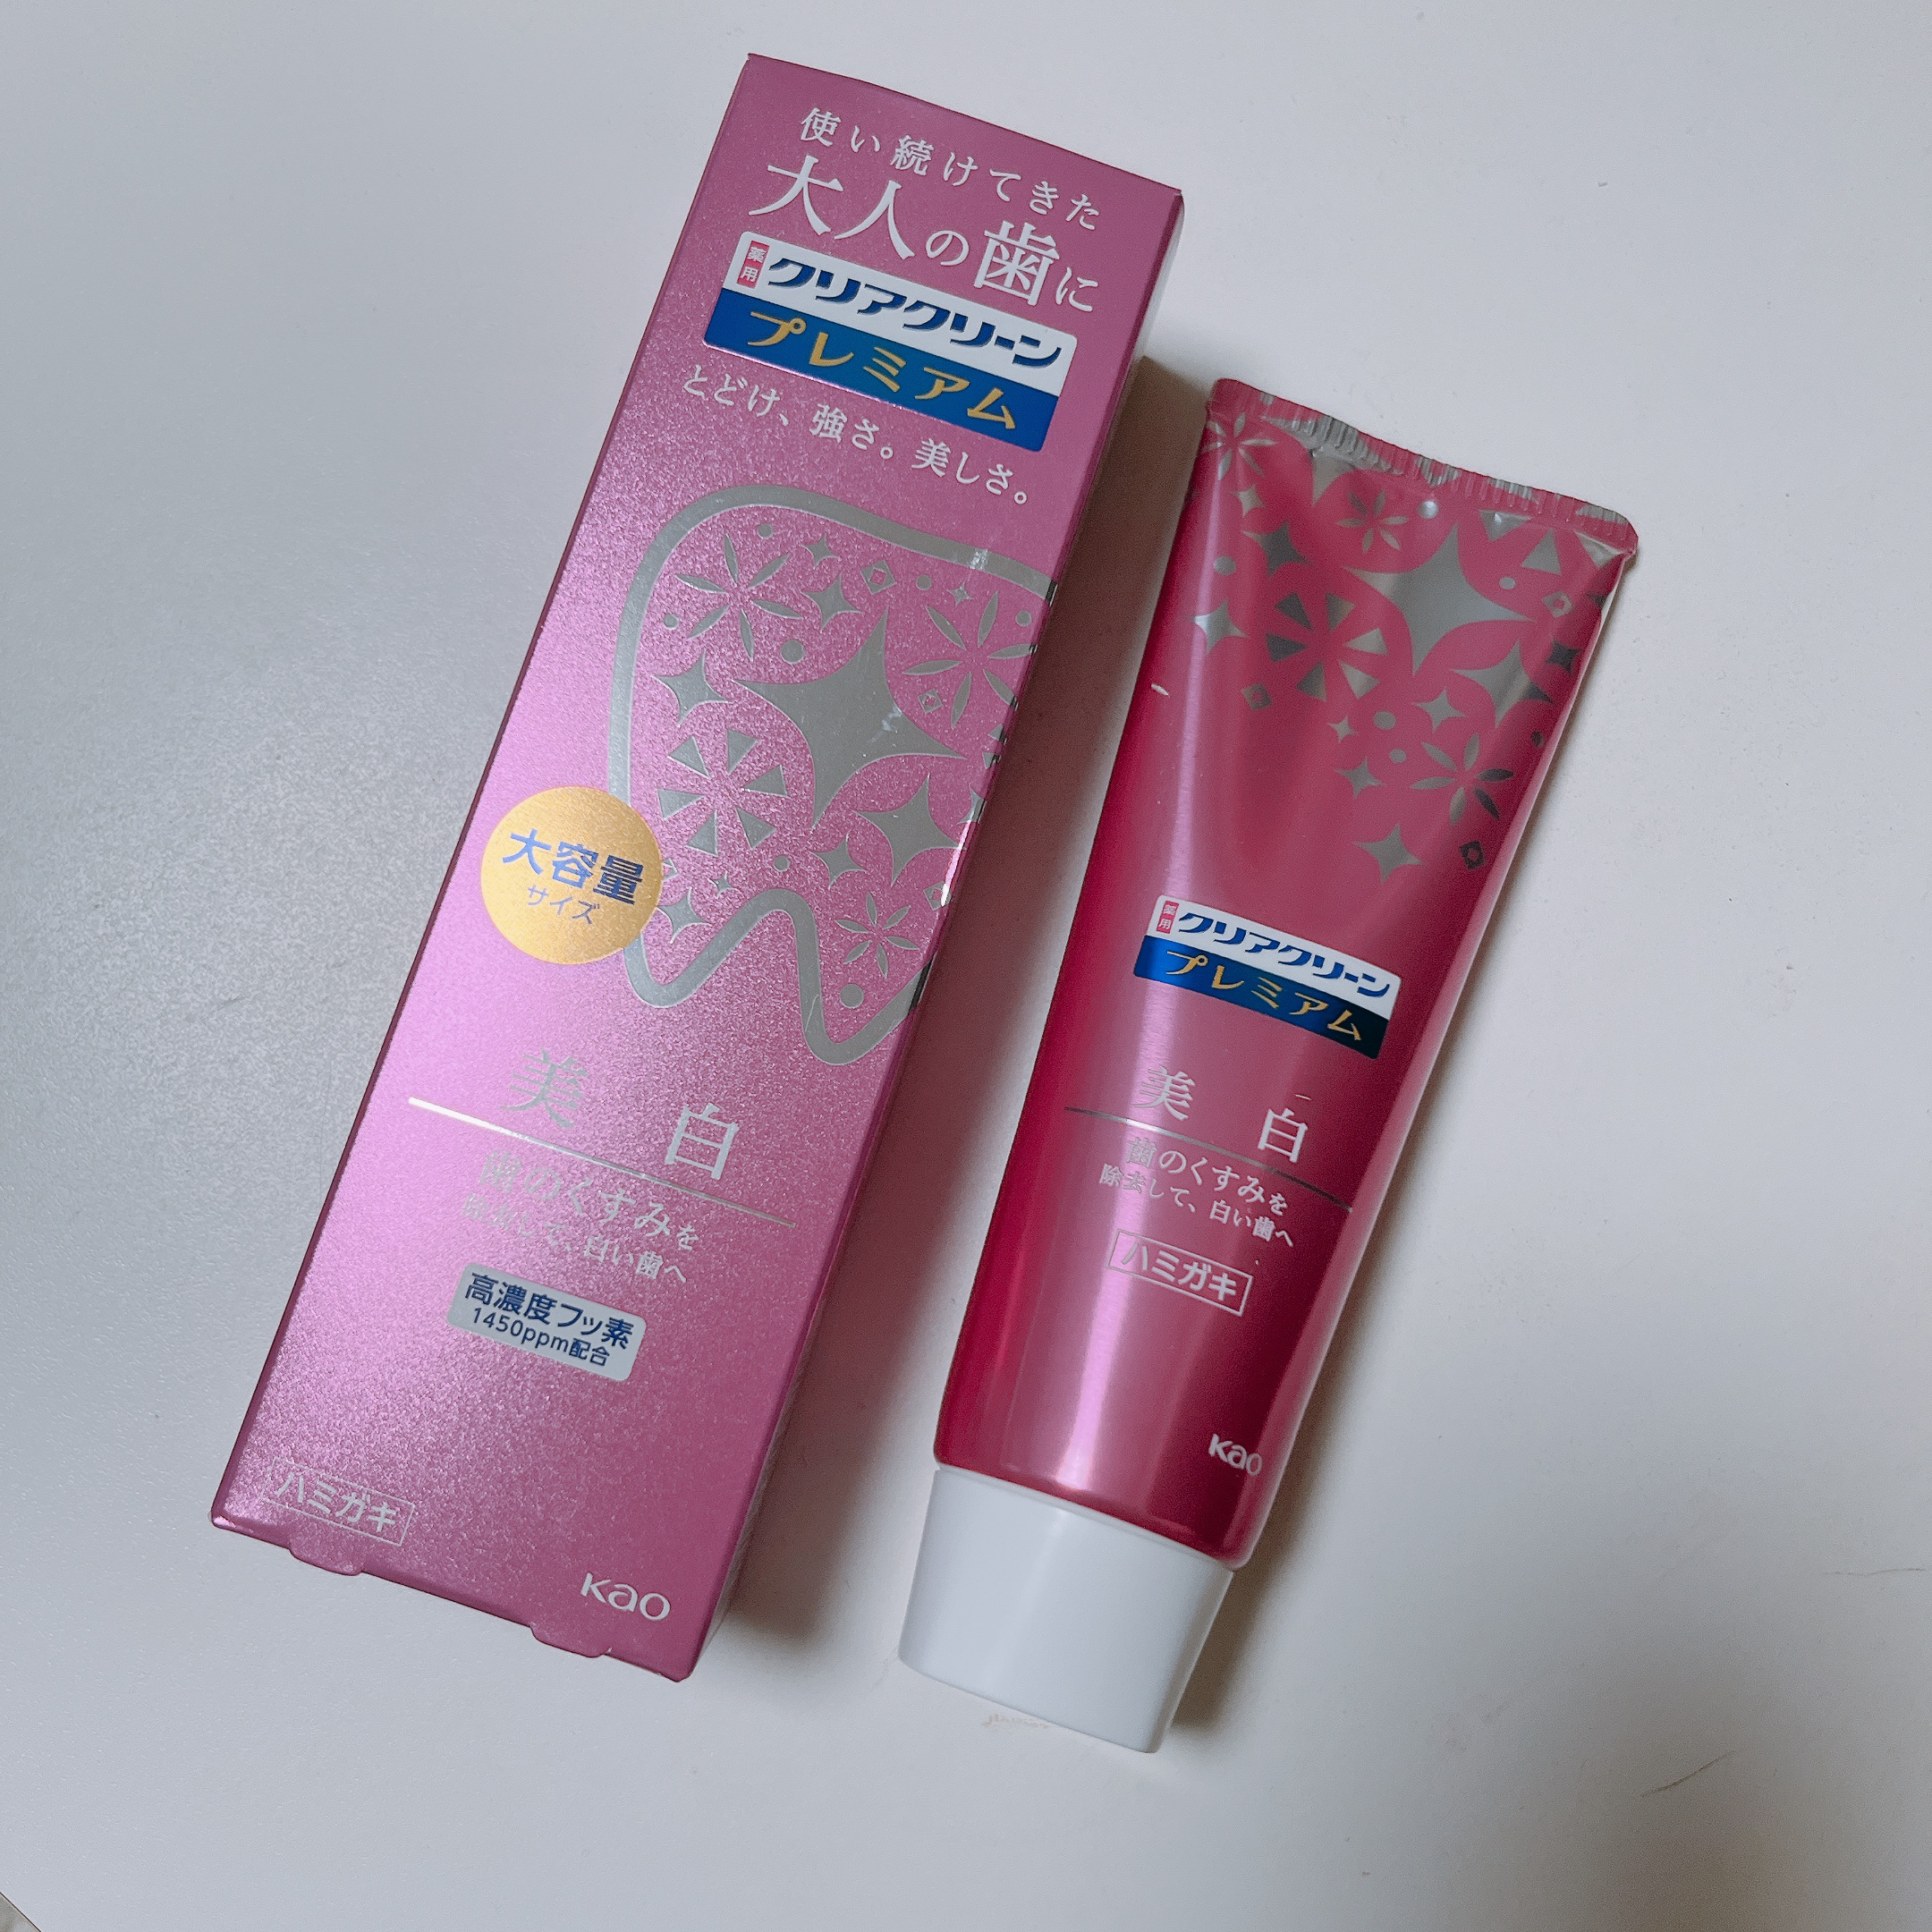 使い続けてきた
大人の歯に
薬用
クリアクリーン
プレミアム
とどけ、強さ。美しさ。
大容量
サイズ
美白
歯のくすみを
除去して、白い歯へ
高濃度フッ素
1450ppm配合
ハミガキ
Kao
薬用
クリアクリーン
プレミアム
美白
歯のくすみを
除去して、白い歯へ
ハミガキ
Kao